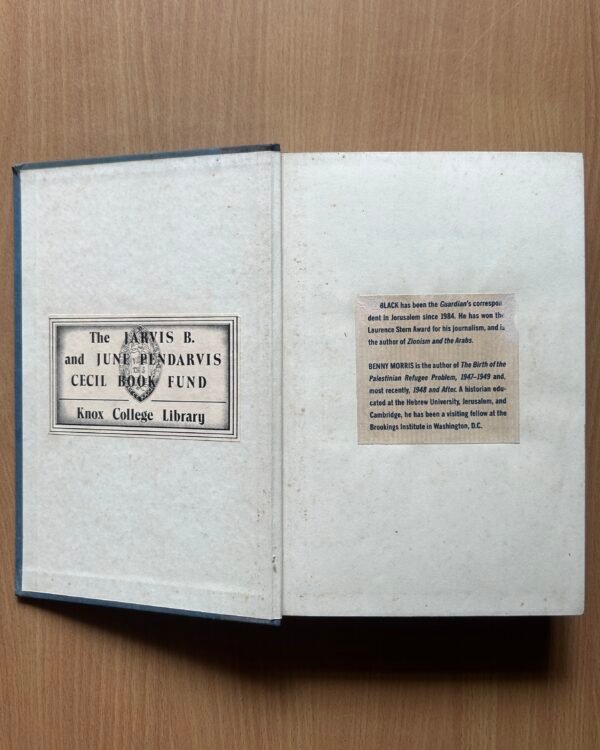 The JARVIS B.
and JUNE PENDARVIS
CECIL BOOK FUND
Knox College Library
BLACK has been the Guardian's correspon
dent in Jerusalem since 1984. He has won the
Laurence Stern Award for his journalism, and is
the author of Zionism and the Arabs.
BENNY MORRIS is the author of The Birth of the
Palestinian Refugee Problem, 1947–1949 and,
most recently, 1948 and After. A historian edu-
cated at the Hebrew University, Jerusalem, and
Cambridge, he has been a visiting fellow at the
Brookings Institute in Washington, D.C.